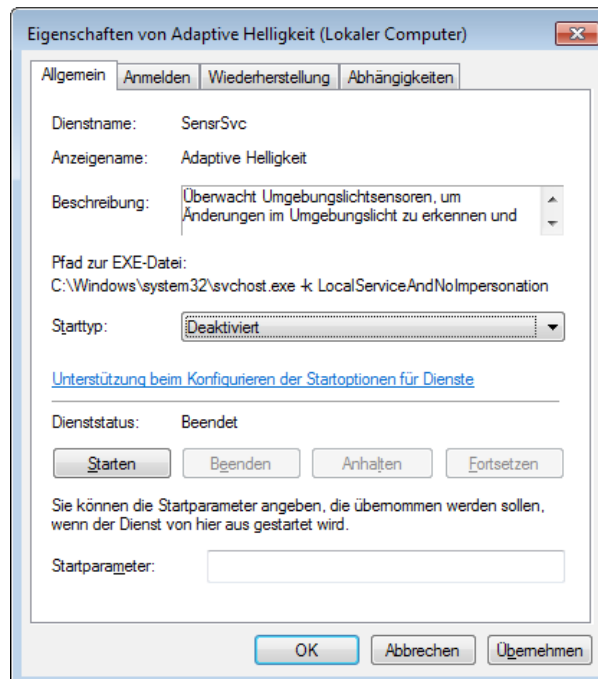 Eigenschaften von Adaptive Helligkeit (Lokaler Computer)
Allgemein Anmelden Wiederherstellung Abhängigkeiten
Dienstname: SensrSvc
Anzeigename: Adaptive Helligkeit
Beschreibung: Überwacht Umgebungslichtsensoren, um
Änderungen im Umgebungslicht zu erkennen und
Pfad zur EXE-Datei:
C:\Windows\system32\svchost.exe -k LocalServiceAndNoImpersonation
Starttyp: Deaktiviert
Unterstützung beim Konfigurieren der Startoptionen für Dienste
Dienststatus: Beendet
Starten Beenden Anhalten Fortsetzen
Sie können die Startparameter angeben, die übernommen werden sollen,
wenn der Dienst von hier aus gestartet wird.
Startparameter:
OK Abbrechen Übernehmen